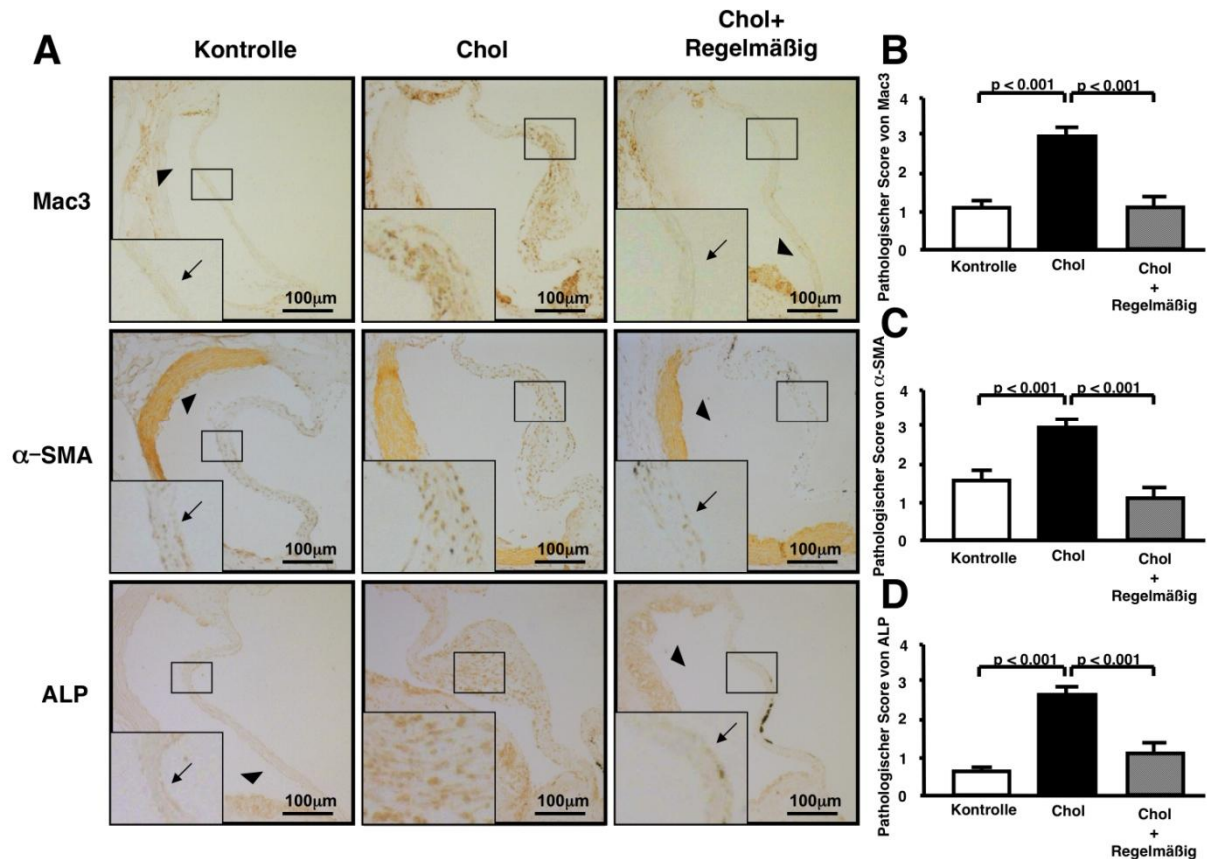 A
Kontrolle
Chol
Chol+
Regelmäßig
Mac3
100μm
100μm
100μm
α-SMA
100μm
100μm
100μm
ALP
100μm
100μm
100μm
B
Pathologischer Score von Mac3
4
3
2
1
0
p < 0.001
p < 0.001
Kontrolle
Chol
Chol
+
Regelmäßig
C
Pathologischer Score von α-SMA
4
3
2
1
0
p < 0.001
p < 0.001
Kontrolle
Chol
Chol
+
Regelmäßig
D
Pathologischer Score von ALP
4
3
2
1
0
p < 0.001
p < 0.001
Kontrolle
Chol
Chol
+
Regelmäßig